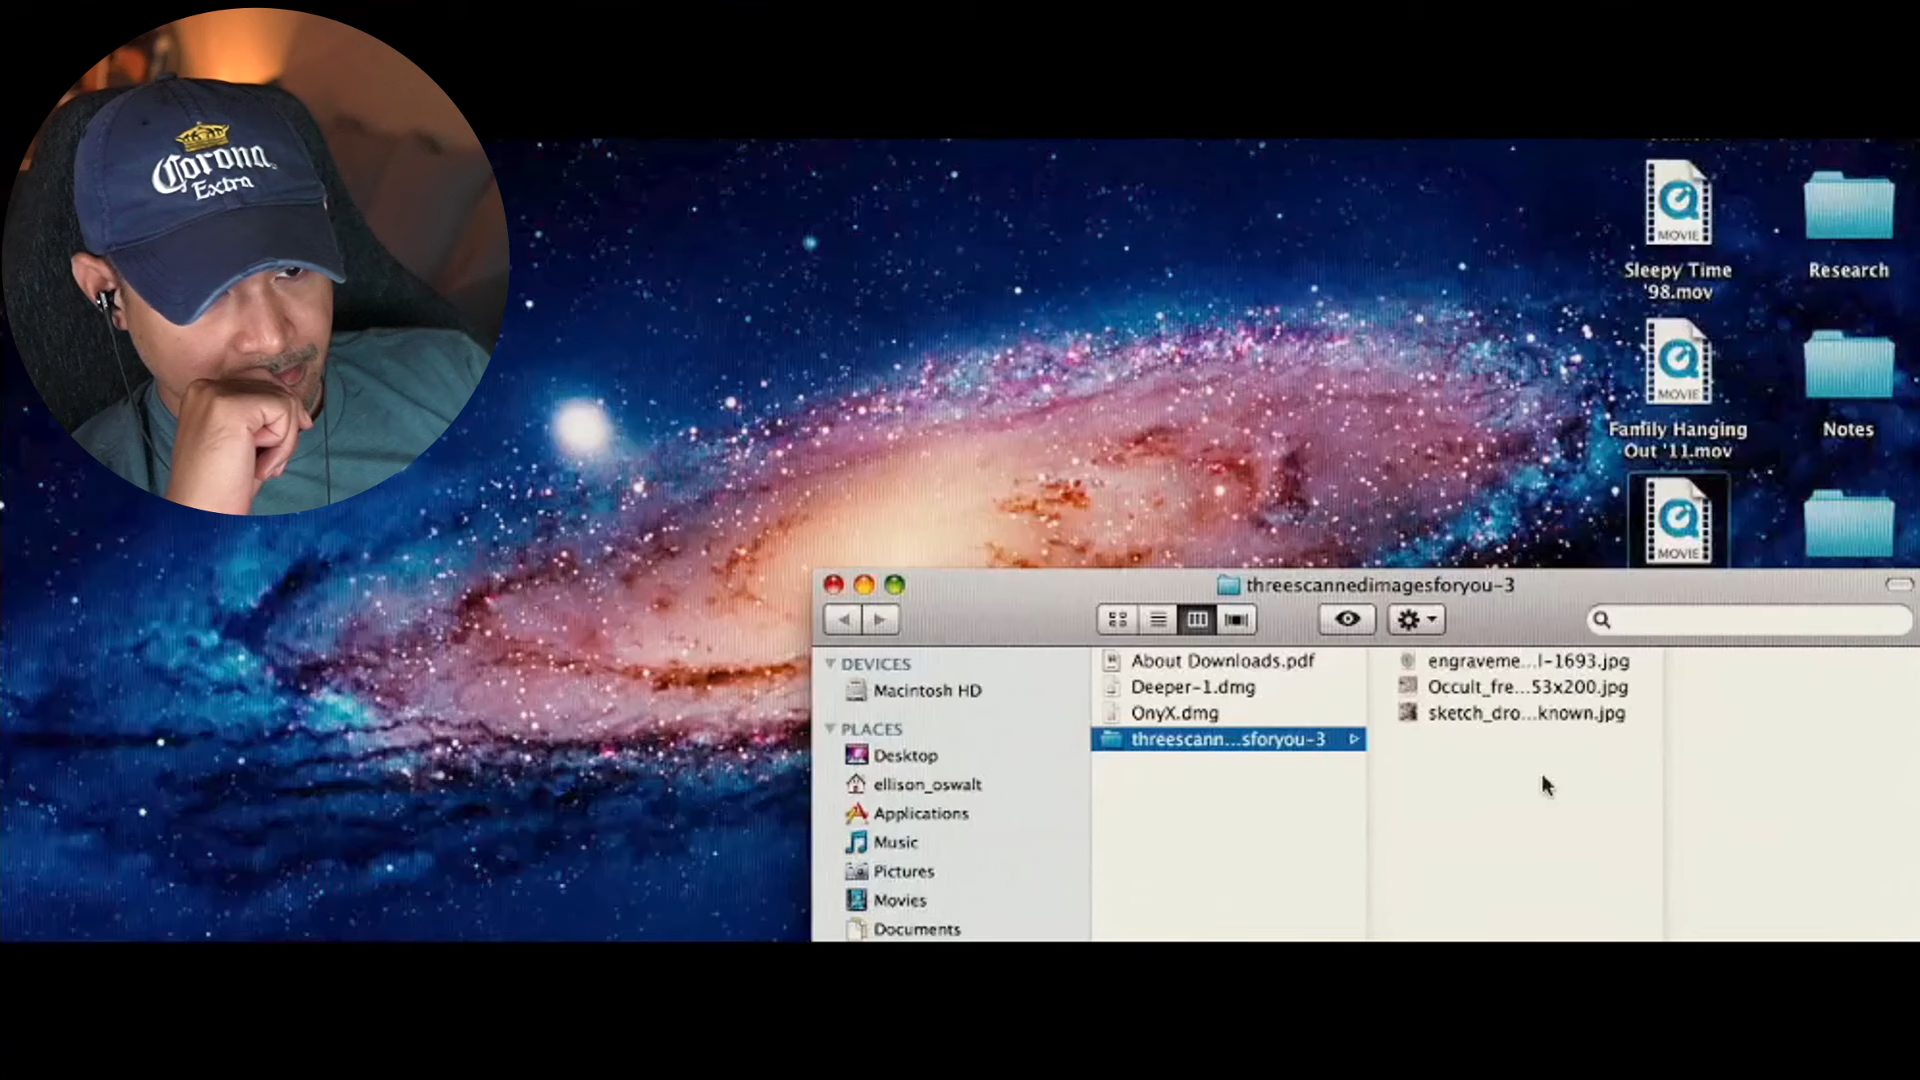 Corona
Extra
MOVIE
Sleepy Time
'98.mov
Research
MOVIE
Family Hanging
Out '11.mov
Notes
MOVIE
threescannedimagesforyou-3
DEVICES
Macintosh HD
PLACES
Desktop
ellison_oswalt
Applications
Music
Pictures
Movies
Documents
About Downloads.pdf
Deeper-1.dmg
OnyX.dmg
threescann...sforyou-3
engraveme...l-1693.jpg
Occult_fre...53x200.jpg
sketch_dro...known.jpg